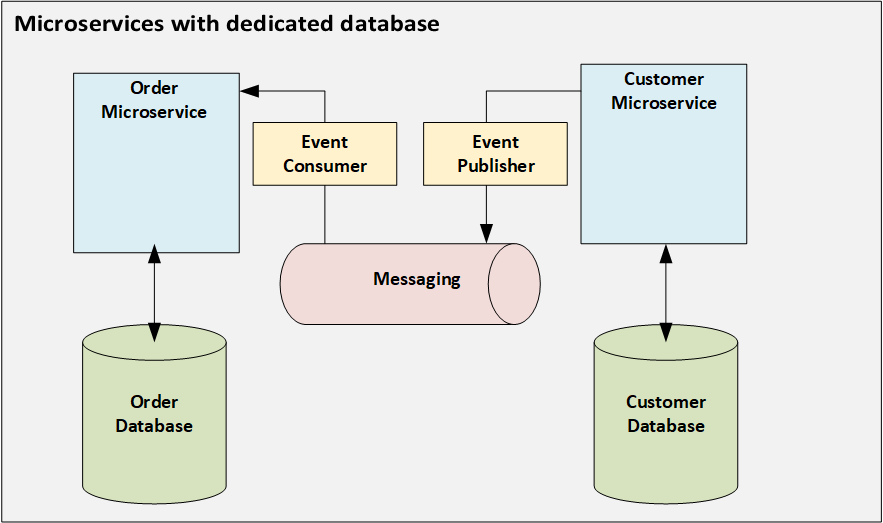 Microservices with dedicated database
Order
Microservice
Customer
Microservice
Event
Consumer
Event
Publisher
Messaging
Order
Database
Customer
Database